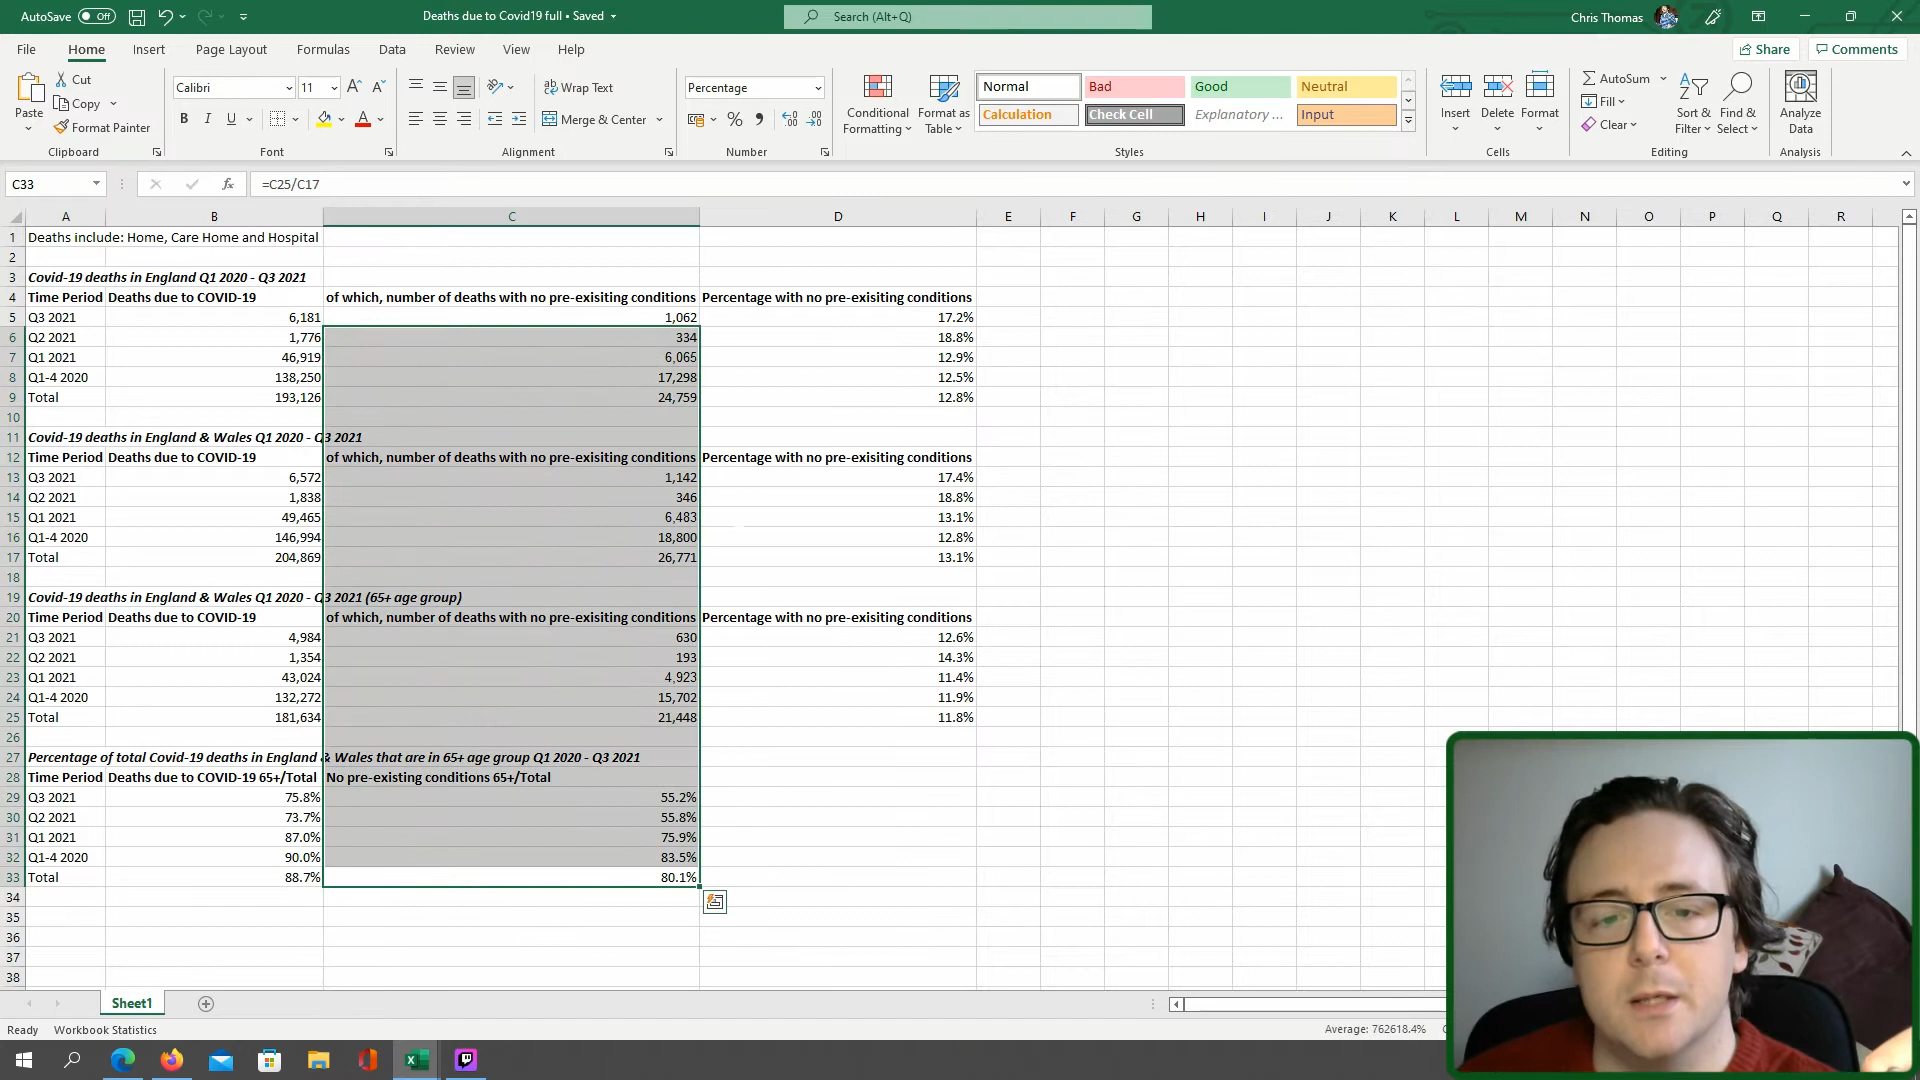 AutoSave Off Deaths due to Covid19 full • Saved Search (Alt+Q) Chris Thomas
File Home Insert Page Layout Formulas Data Review View Help Share Comments
Paste Cut Copy Format Painter Clipboard
Calibri 11 B I U A Font
Wrap Text Merge & Center Alignment
Percentage % Number
Conditional Formatting Format as Table
Normal Bad Good Neutral
Calculation Check Cell Explanatory ... Input
Styles
Insert Delete Format Cells
AutoSum Fill Clear Sort & Filter Find & Select Editing
Analyze Data Analysis
C33 fx =C25/C17
A B C D E F G H I J K L M N O P Q R
1 Deaths include: Home, Care Home and Hospital
2
3 Covid-19 deaths in England Q1 2020 - Q3 2021
4 Time Period Deaths due to COVID-19 of which, number of deaths with no pre-exisiting conditions Percentage with no pre-exisiting conditions
5 Q3 2021 6,181 1,062 17.2%
6 Q2 2021 1,776 334 18.8%
7 Q1 2021 46,919 6,065 12.9%
8 Q1-4 2020 138,250 17,298 12.5%
9 Total 193,126 24,759 12.8%
10
11 Covid-19 deaths in England & Wales Q1 2020 - Q3 2021
12 Time Period Deaths due to COVID-19 of which, number of deaths with no pre-exisiting conditions Percentage with no pre-exisiting conditions
13 Q3 2021 6,572 1,142 17.4%
14 Q2 2021 1,838 346 18.8%
15 Q1 2021 49,465 6,483 13.1%
16 Q1-4 2020 146,994 18,800 12.8%
17 Total 204,869 26,771 13.1%
18
19 Covid-19 deaths in England & Wales Q1 2020 - Q3 2021 (65+ age group)
20 Time Period Deaths due to COVID-19 of which, number of deaths with no pre-exisiting conditions Percentage with no pre-exisiting conditions
21 Q3 2021 4,984 630 12.6%
22 Q2 2021 1,354 193 14.3%
23 Q1 2021 43,024 4,923 11.4%
24 Q1-4 2020 132,272 15,702 11.9%
25 Total 181,634 21,448 11.8%
26
27 Percentage of total Covid-19 deaths in England & Wales that are in 65+ age group Q1 2020 - Q3 2021
28 Time Period Deaths due to COVID-19 65+/Total No pre-existing conditions 65+/Total
29 Q3 2021 75.8% 55.2%
30 Q2 2021 73.7% 55.8%
31 Q1 2021 87.0% 75.9%
32 Q1-4 2020 90.0% 83.5%
33 Total 88.7% 80.1%
34
35
36
37
38
Sheet1
Ready Workbook Statistics Average: 762618.4%